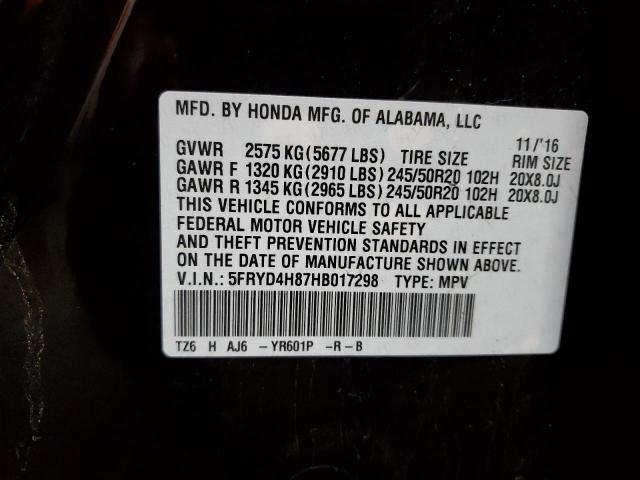 MFD. BY HONDA MFG. OF ALABAMA, LLC
11/'16
GVWR 2575 KG(5677 LBS) TIRE SIZE RIM SIZE
GAWR F 1320 KG(2910 LBS) 245/50R20 102H 20X8.0J
GAWR R 1345 KG(2965 LBS) 245/50R20 102H 20X8.0J
THIS VEHICLE CONFORMS TO ALL APPLICABLE
FEDERAL MOTOR VEHICLE SAFETY
AND THEFT PREVENTION STANDARDS IN EFFECT
ON THE DATE OF MANUFACTURE SHOWN ABOVE.
V.I.N.: 5FRYD4H87HB017298 TYPE: MPV
TZ6 H AJ6 -YR601P -R-B